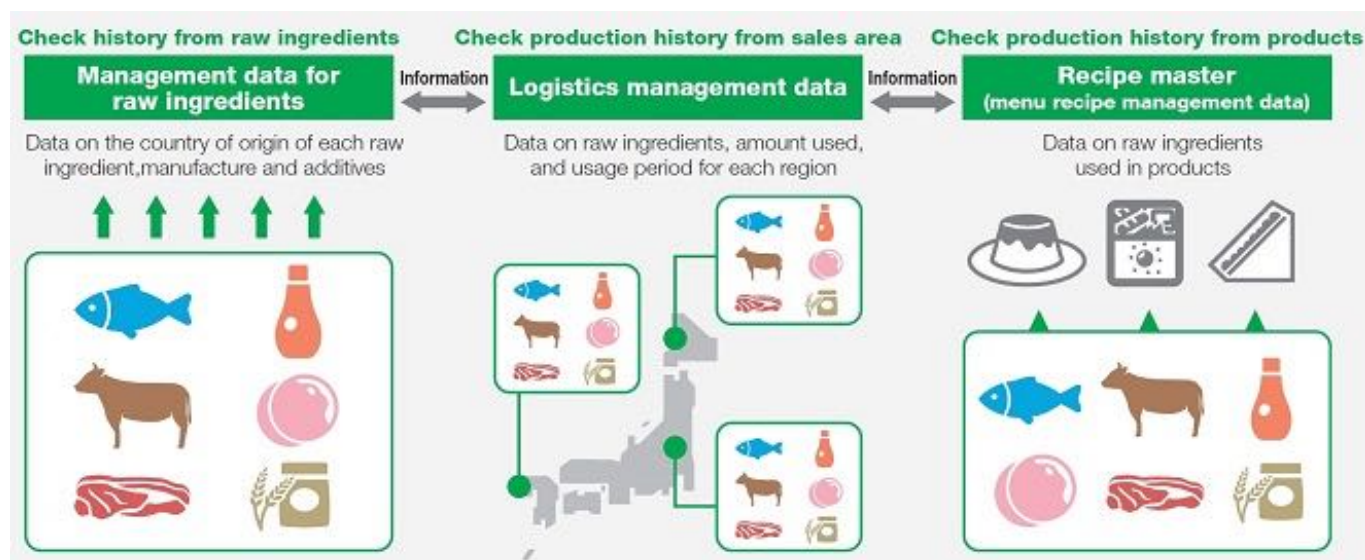 Check history from raw ingredients
Management data for
raw ingredients
Data on the country of origin of each raw
ingredient,manufacture and additives
Information
Check production history from sales area
Logistics management data
Data on raw ingredients, amount used,
and usage period for each region
Information
Check production history from products
Recipe master
(menu recipe management data)
Data on raw ingredients
used in products